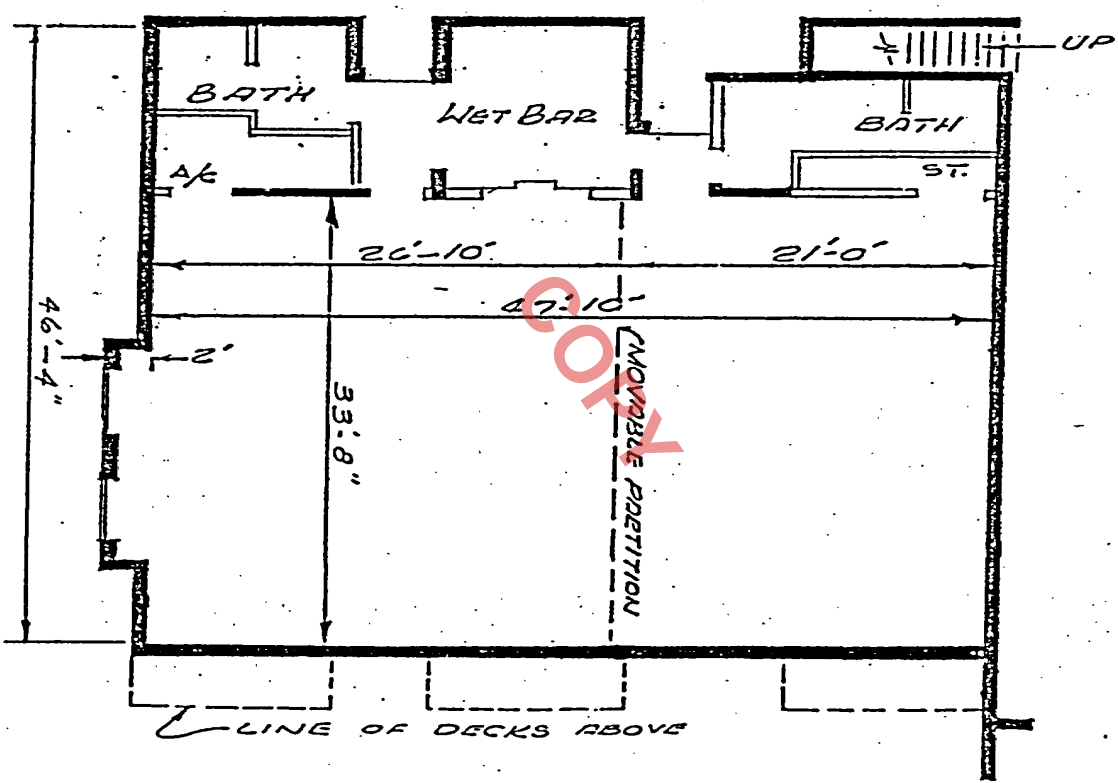 UP
BATH
WET BAR
BATH
A/C
ST.
26'-10"
21'-0"
47'-10"
46'-4"
2'
33'-8"
(MOVABLE PARTITION
COPY
LINE OF DECKS ABOVE